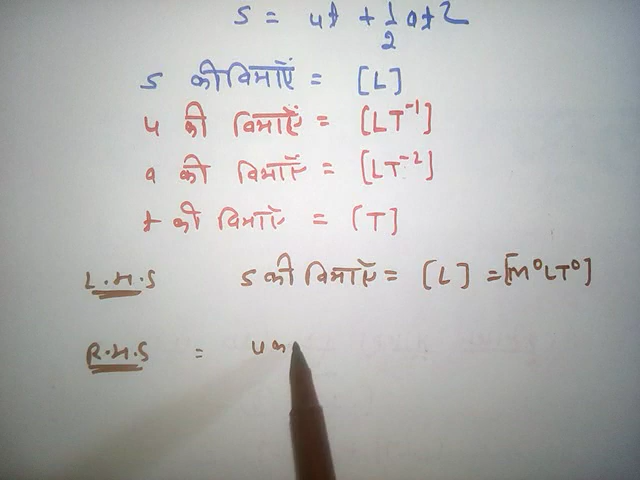 s = ut + 1/2 at2
s की विमाएँ = [L]
u की विमाएँ = [LT⁻¹]
a की विमाएँ = [LT⁻²]
t की विमाएँ = [T]
L.H.S s की विमाएँ = [L] = [M⁰LT⁰]
R.H.S = u क